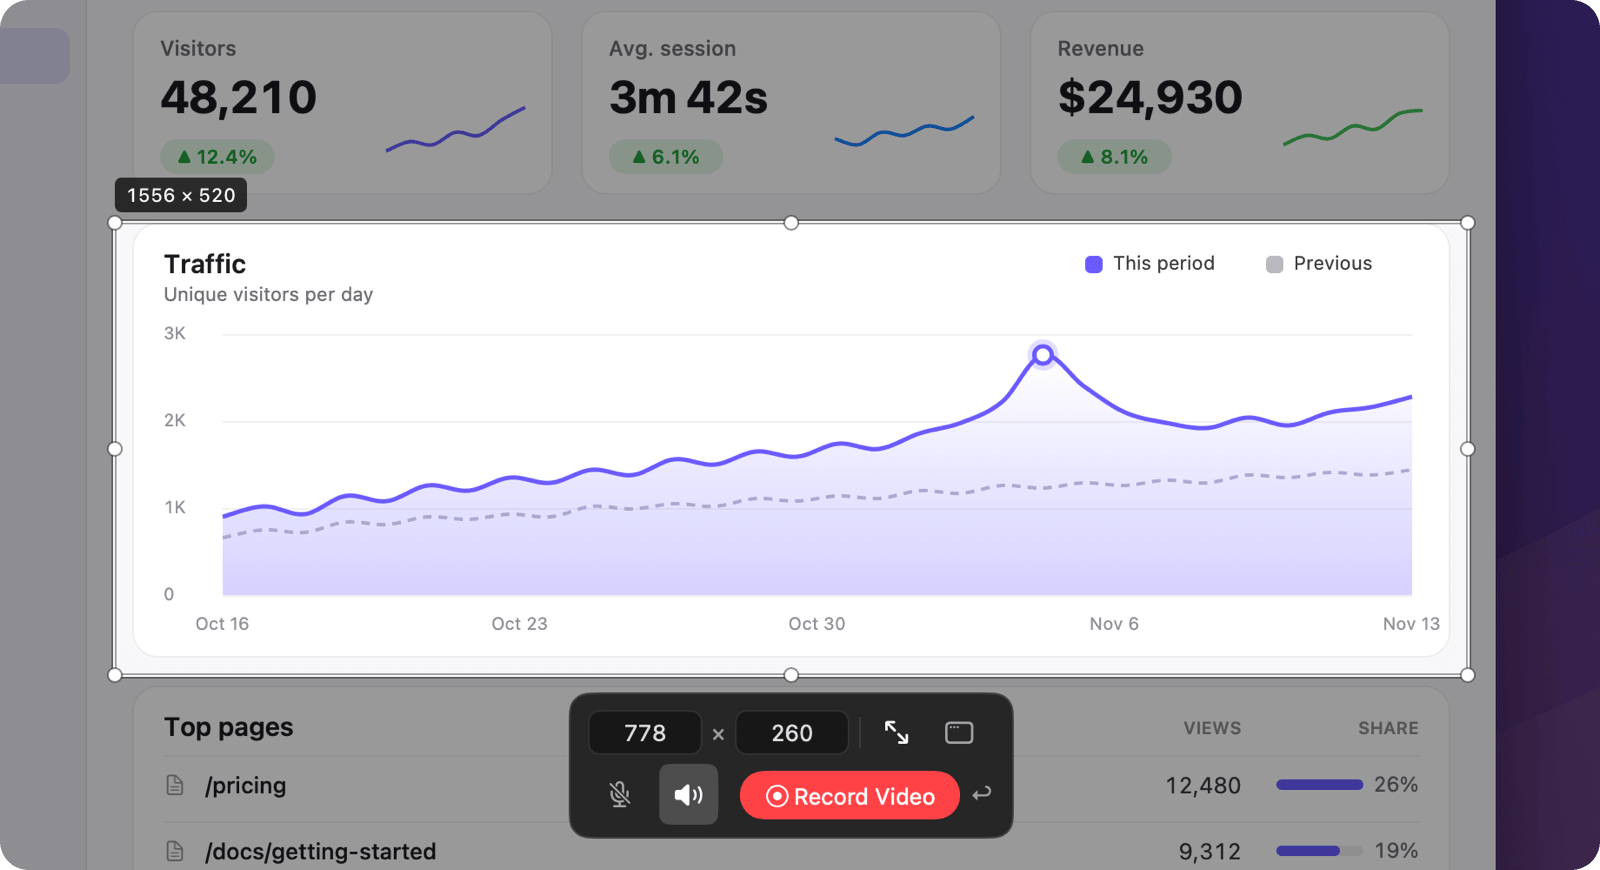 Visitors
48,210
▲ 12.4%
Avg. session
3m 42s
▲ 6.1%
Revenue
$24,930
▲ 8.1%
1556 × 520
Traffic
Unique visitors per day
This period
Previous
3K
2K
1K
0
Oct 16
Oct 23
Oct 30
Nov 6
Nov 13
Top pages
VIEWS
SHARE
/pricing
12,480
26%
/docs/getting-started
9,312
19%
778 × 260
Record Video